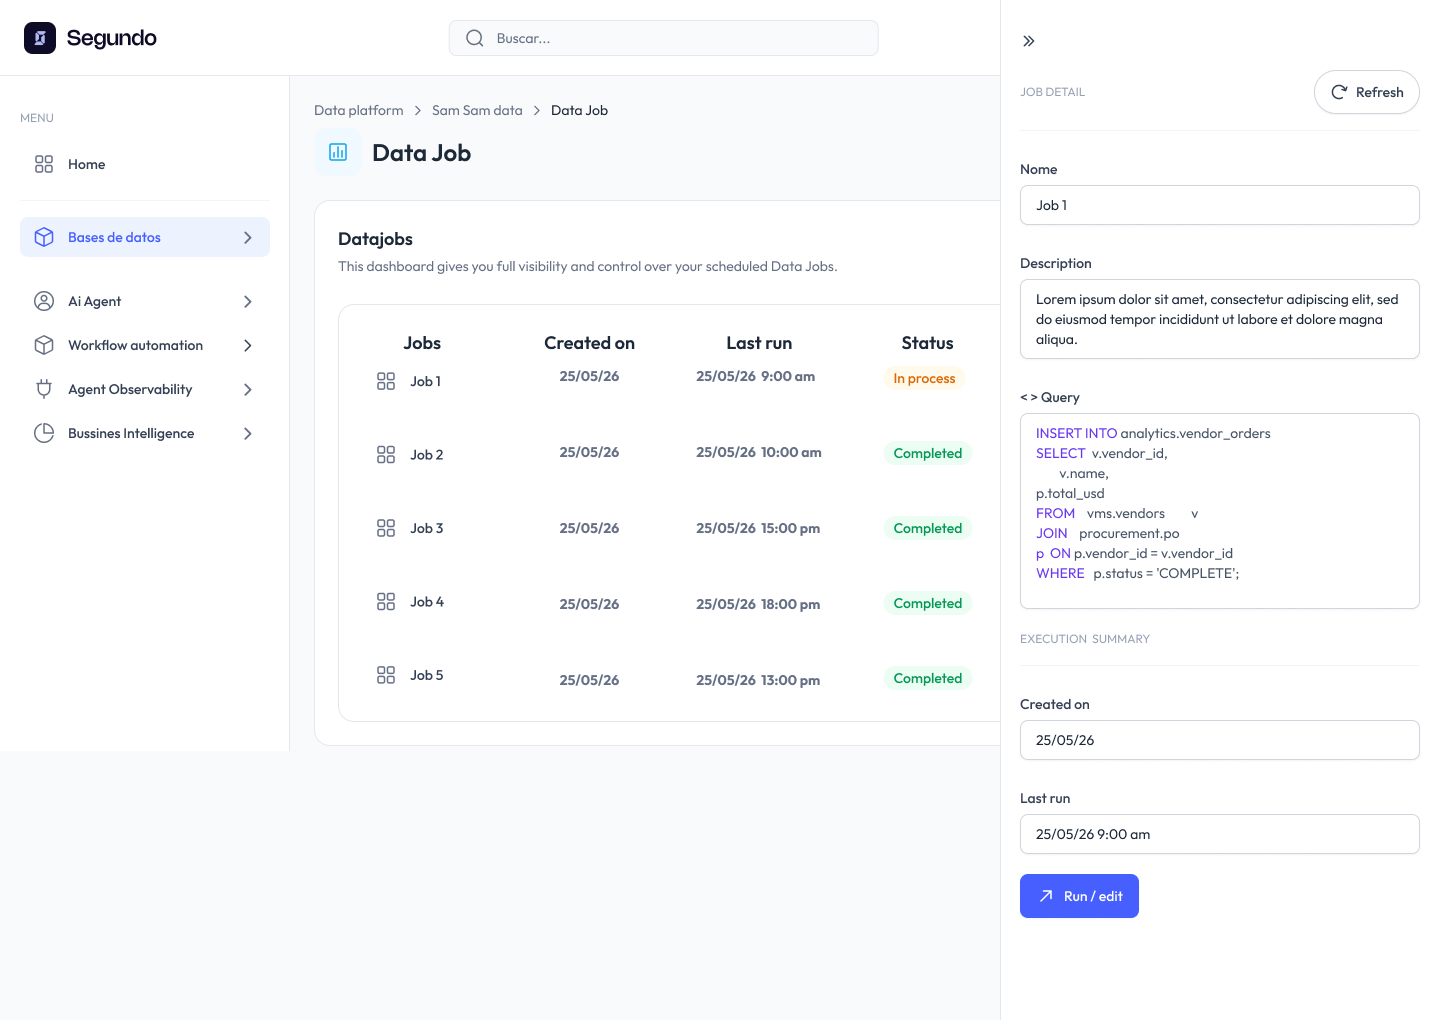 Segundo
Buscar...
MENU
Home
Bases de datos
Ai Agent
Workflow automation
Agent Observability
Bussines Intelligence
Data platform > Sam Sam data > Data Job
Data Job
Datajobs
This dashboard gives you full visibility and control over your scheduled Data Jobs.
Jobs Created on Last run Status
Job 1 25/05/26 25/05/26 9:00 am In process
Job 2 25/05/26 25/05/26 10:00 am Completed
Job 3 25/05/26 25/05/26 15:00 pm Completed
Job 4 25/05/26 25/05/26 18:00 pm Completed
Job 5 25/05/26 25/05/26 13:00 pm Completed
JOB DETAIL
Refresh
Nome
Job 1
Description
Lorem ipsum dolor sit amet, consectetur adipiscing elit, sed
do eiusmod tempor incididunt ut labore et dolore magna
aliqua.
< > Query
INSERT INTO analytics.vendor_orders
SELECT v.vendor_id,
v.name,
p.total_usd
FROM vms.vendors v
JOIN procurement.po
p ON p.vendor_id = v.vendor_id
WHERE p.status = 'COMPLETE';
EXECUTION SUMMARY
Created on
25/05/26
Last run
25/05/26 9:00 am
Run / edit